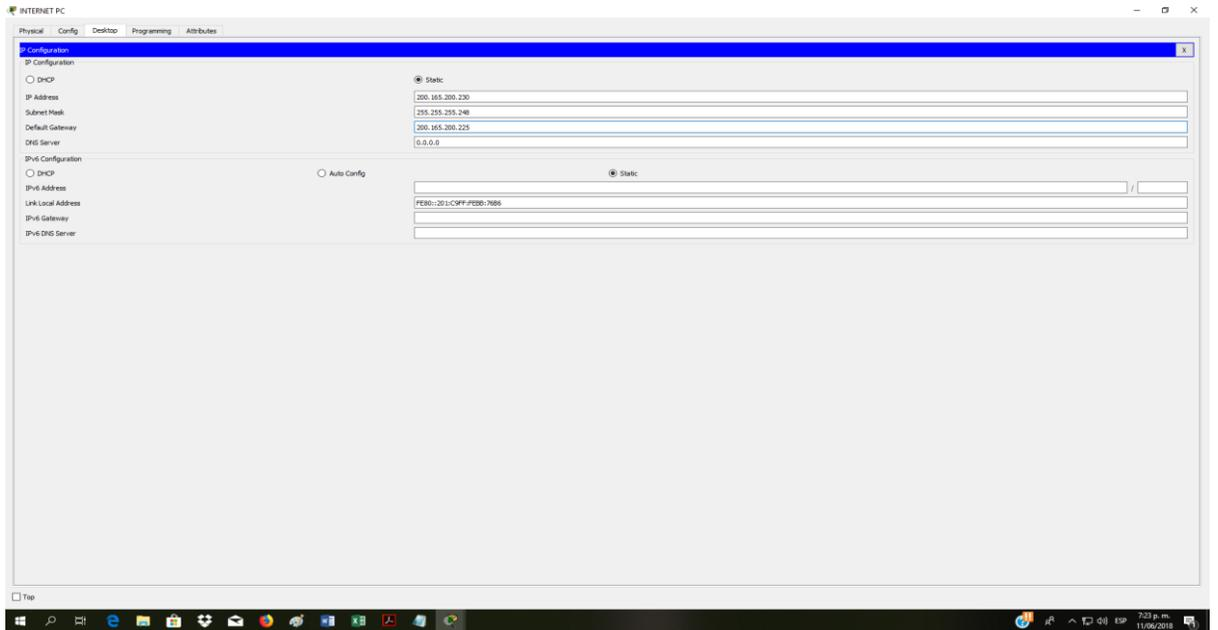 INTERNET PC
Physical Config Desktop Programming Attributes
IP Configuration X
IP Configuration
DHCP Static
IP Address 200.165.200.230
Subnet Mask 255.255.255.248
Default Gateway 200.165.200.225
DNS Server 0.0.0.0
IPv6 Configuration
DHCP Auto Config Static
IPv6 Address /
Link Local Address FE80::201:C9FF:FEBB:76B6
IPv6 Gateway
IPv6 DNS Server
Top
ESP 7:23 p. m.
11/06/2018